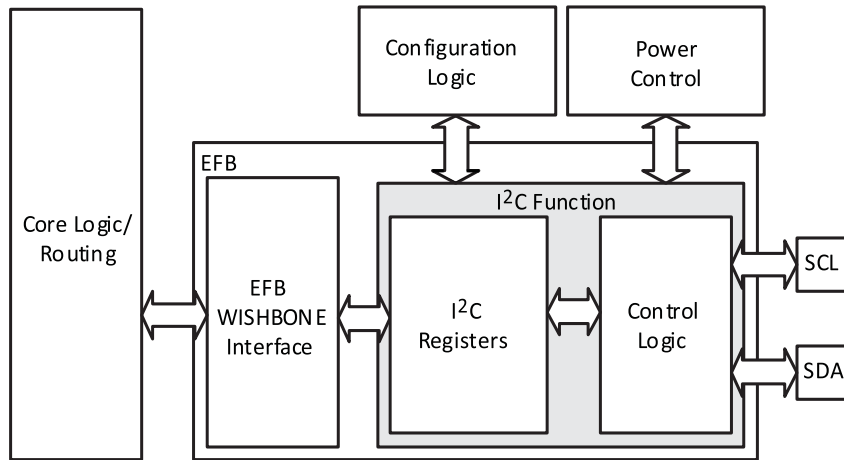 Configuration
Logic
Power
Control
EFB
I²C Function
Core Logic/
Routing
EFB
WISHBONE
Interface
I²C
Registers
Control
Logic
SCL
SDA